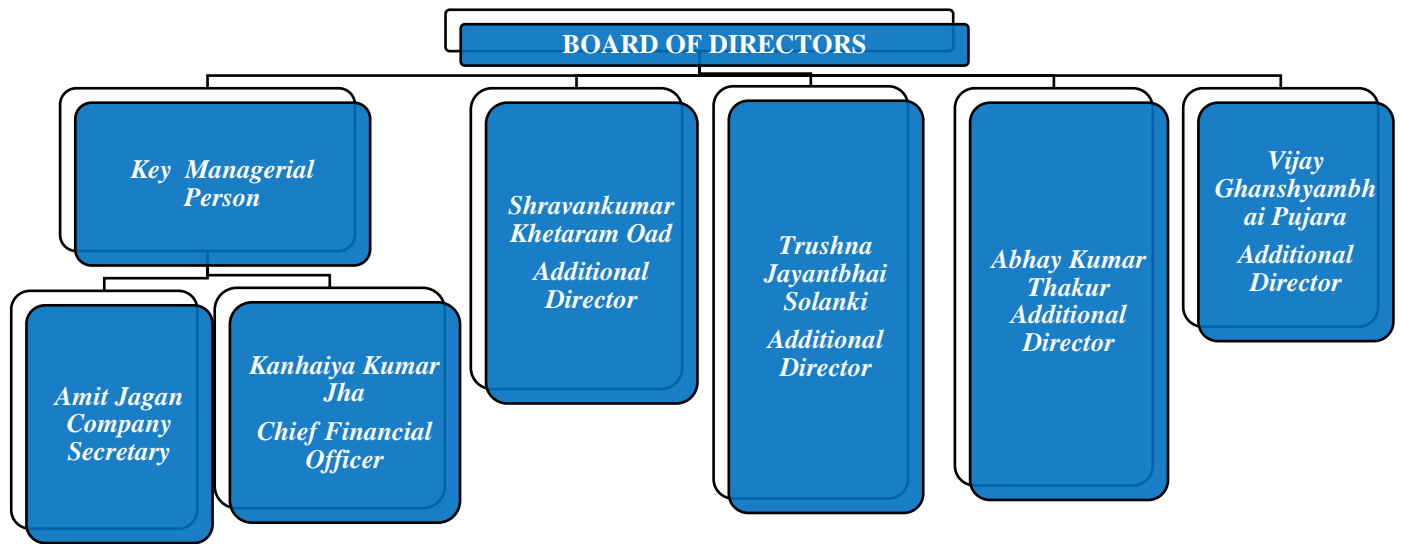 BOARD OF DIRECTORS
Key Managerial
Person
Shravankumar
Khetaram Oad
Additional
Director
Trushna
Jayantbhai
Solanki
Additional
Director
Abhay Kumar
Thakur
Additional
Director
Vijay
Ghanshyambh
ai Pujara
Additional
Director
Amit Jagan
Company
Secretary
Kanhaiya Kumar
Jha
Chief Financial
Officer